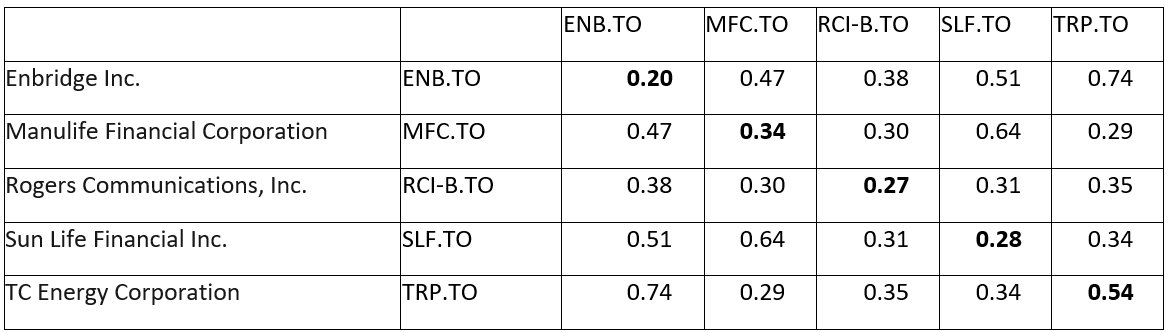 ENB.TO MFC.TO RCI-B.TO SLF.TO TRP.TO
Enbridge Inc. ENB.TO 0.20 0.47 0.38 0.51 0.74
Manulife Financial Corporation MFC.TO 0.47 0.34 0.30 0.64 0.29
Rogers Communications, Inc. RCI-B.TO 0.38 0.30 0.27 0.31 0.35
Sun Life Financial Inc. SLF.TO 0.51 0.64 0.31 0.28 0.34
TC Energy Corporation TRP.TO 0.74 0.29 0.35 0.34 0.54